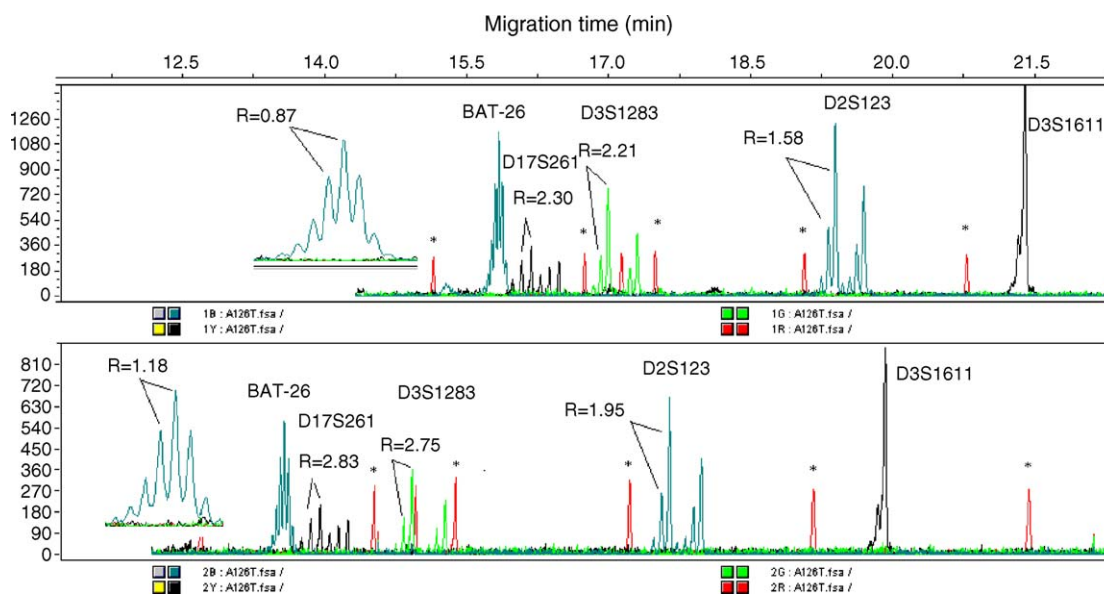 Migration time (min)
12.5 14.0 15.5 17.0 18.5 20.0 21.5
1260
1080
900
720
540
360
180
0
R=0.87
BAT-26
D17S261
R=2.30
D3S1283
R=2.21
D2S123
R=1.58
D3S1611
* * * * *
1B : A126T.fsa / 1G : A126T.fsa /
1Y : A126T.fsa / 1R : A126T.fsa /
810
720
630
540
450
360
270
180
90
0
R=1.18
BAT-26
D17S261
R=2.83
D3S1283
R=2.75
D2S123
R=1.95
D3S1611
* * * * *
2B : A126T.fsa / 2G : A126T.fsa /
2Y : A126T.fsa / 2R : A126T.fsa /